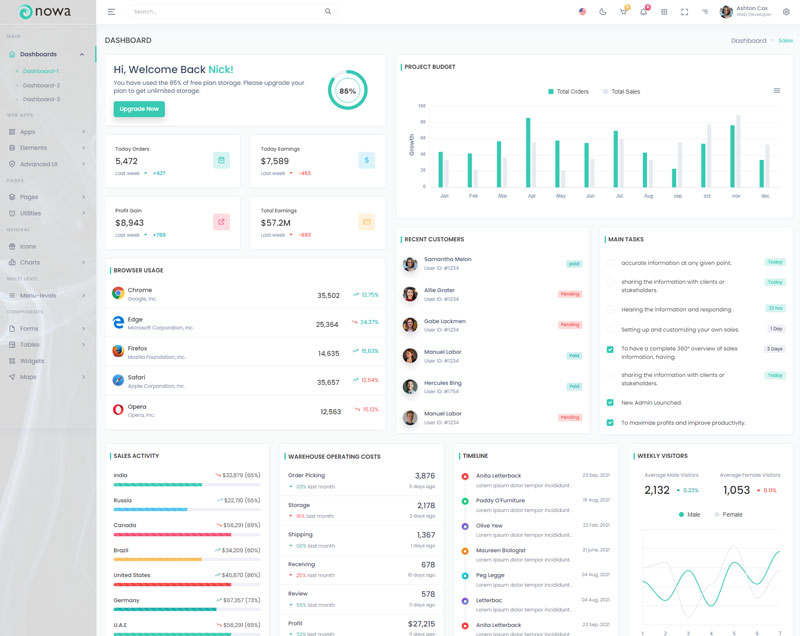 nowa
Search...
5
Ashton Cox
Web Developer
MAIN
Dashboards
Dashboard-1
Dashboard-2
Dashboard-3
WEB APPS
Apps
Elements
Advanced UI
PAGES
Pages
Utilities
GENERAL
Icons
Charts
MULTI LEVEL
Menu-levels
COMPONENTS
Forms
Tables
Widgets
Maps
DASHBOARD
Dashboard
Sales
Hi, Welcome Back Nick!
You have used the 85% of free plan storage. Please upgrade your
plan to get unlimited storage.
Upgrade Now
85%
Today Orders
5,472
Last week +427
Today Earnings
$7,589
$
Last week -453
Profit Gain
$8,943
Last week +788
Total Earnings
$57.2M
Last week -693
PROJECT BUDGET
Total Orders Total Sales
Growth
100
80
60
40
20
0
Jan Feb Mar Apr May Jun Jul Aug sep oct nov dec
BROWSER USAGE
Chrome
Google, Inc.
35,502 12.75%
Edge
Microsoft Corporation, Inc.
25,364 24.37%
Firefox
Mozilla Foundation, Inc.
14,635 15.63%
Safari
Apple Corporation, Inc.
35,657 12.54%
Opera
Opera, Inc.
12,563 15.12%
RECENT CUSTOMERS
Samantha Melon
User ID: #1234
paid
Allie Grater
User ID: #1234
Pending
Gabe Lackmen
User ID: #1234
Pending
Manuel Labor
User ID: #1234
Paid
Hercules Bing
User ID: #1754
Paid
Manuel Labor
User ID: #1234
Pending
MAIN TASKS
accurate information at any given point. Today
sharing the information with clients or Today
stakeholders.
Hearing the information and responding . 22 hrs
Setting up and customizing your own sales. 1 Day
To have a complete 360° overview of sales 2 Days
information, having.
sharing the information with clients or Today
stakeholders.
New Admin Launched.
To maximize profits and improve productivity.
SALES ACTIVITY
India $32,879 (65%)
Russia $22,710 (55%)
Canada $56,291 (69%)
Brazil $34,209 (60%)
United States $45,870 (86%)
Germany $67,357 (73%)
U.A.E $56,291 (69%)
WAREHOUSE OPERATING COSTS
Order Picking 3,876
03% last month 5 days ago
Storage 2,178
16% last month 2 days ago
Shipping 1,367
06% last month 1 days ago
Receiving 678
25% last month 10 days ago
Review 578
55% last month 11 days ago
Profit $27,215
32% last month 11 days ago
TIMELINE
Anita Letterback 23 Sep, 2021
Lorem ipsum dolor tempor incididunt .
Paddy O'Furniture 16 Aug, 2021
Lorem ipsum dolor tempor incididunt .
Olive Yew 23 Feb, 2021
Lorem ipsum dolor tempor incididunt .
Maureen Biologist 21 june, 2021
Lorem ipsum dolor tempor incididunt .
Peg Legge 04 Aug, 2021
Lorem ipsum dolor tempor incididunt .
Letterbac 04 Aug, 2021
Lorem ipsum dolor tempor incididunt .
Anita Letterback 23 Sep, 2021
Lorem ipsum dolor tempor incididunt .
WEEKLY VISITORS
Average Male Visitors
2,132 0.23%
Average Female Visitors
1,053 0.11%
Male Female
1 2 3 4 5 6 7